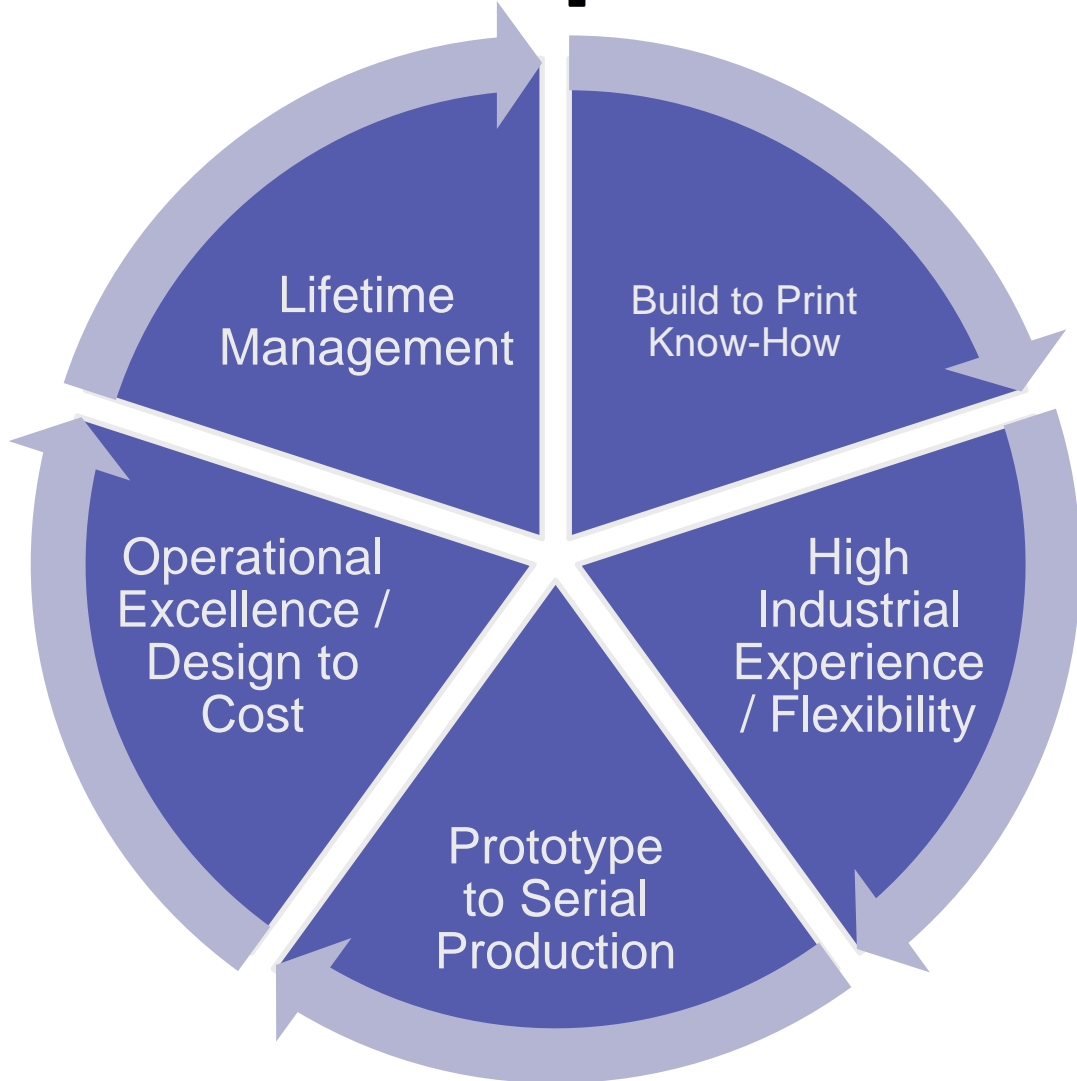 Lifetime
Management
Build to Print
Know-How
Operational
Excellence /
Design to
Cost
High
Industrial
Experience
/ Flexibility
Prototype
to Serial
Production